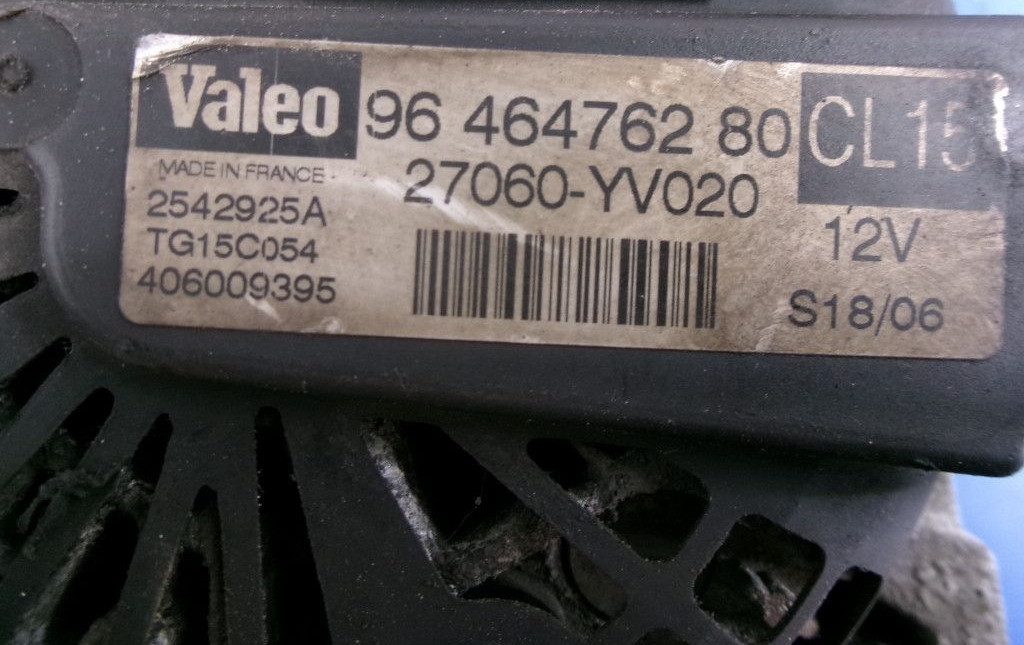 Valeo 96 464762 80 CL15
MADE IN FRANCE 27060-YV020
2542925A 12V
TG15C054
406009395 S18/06